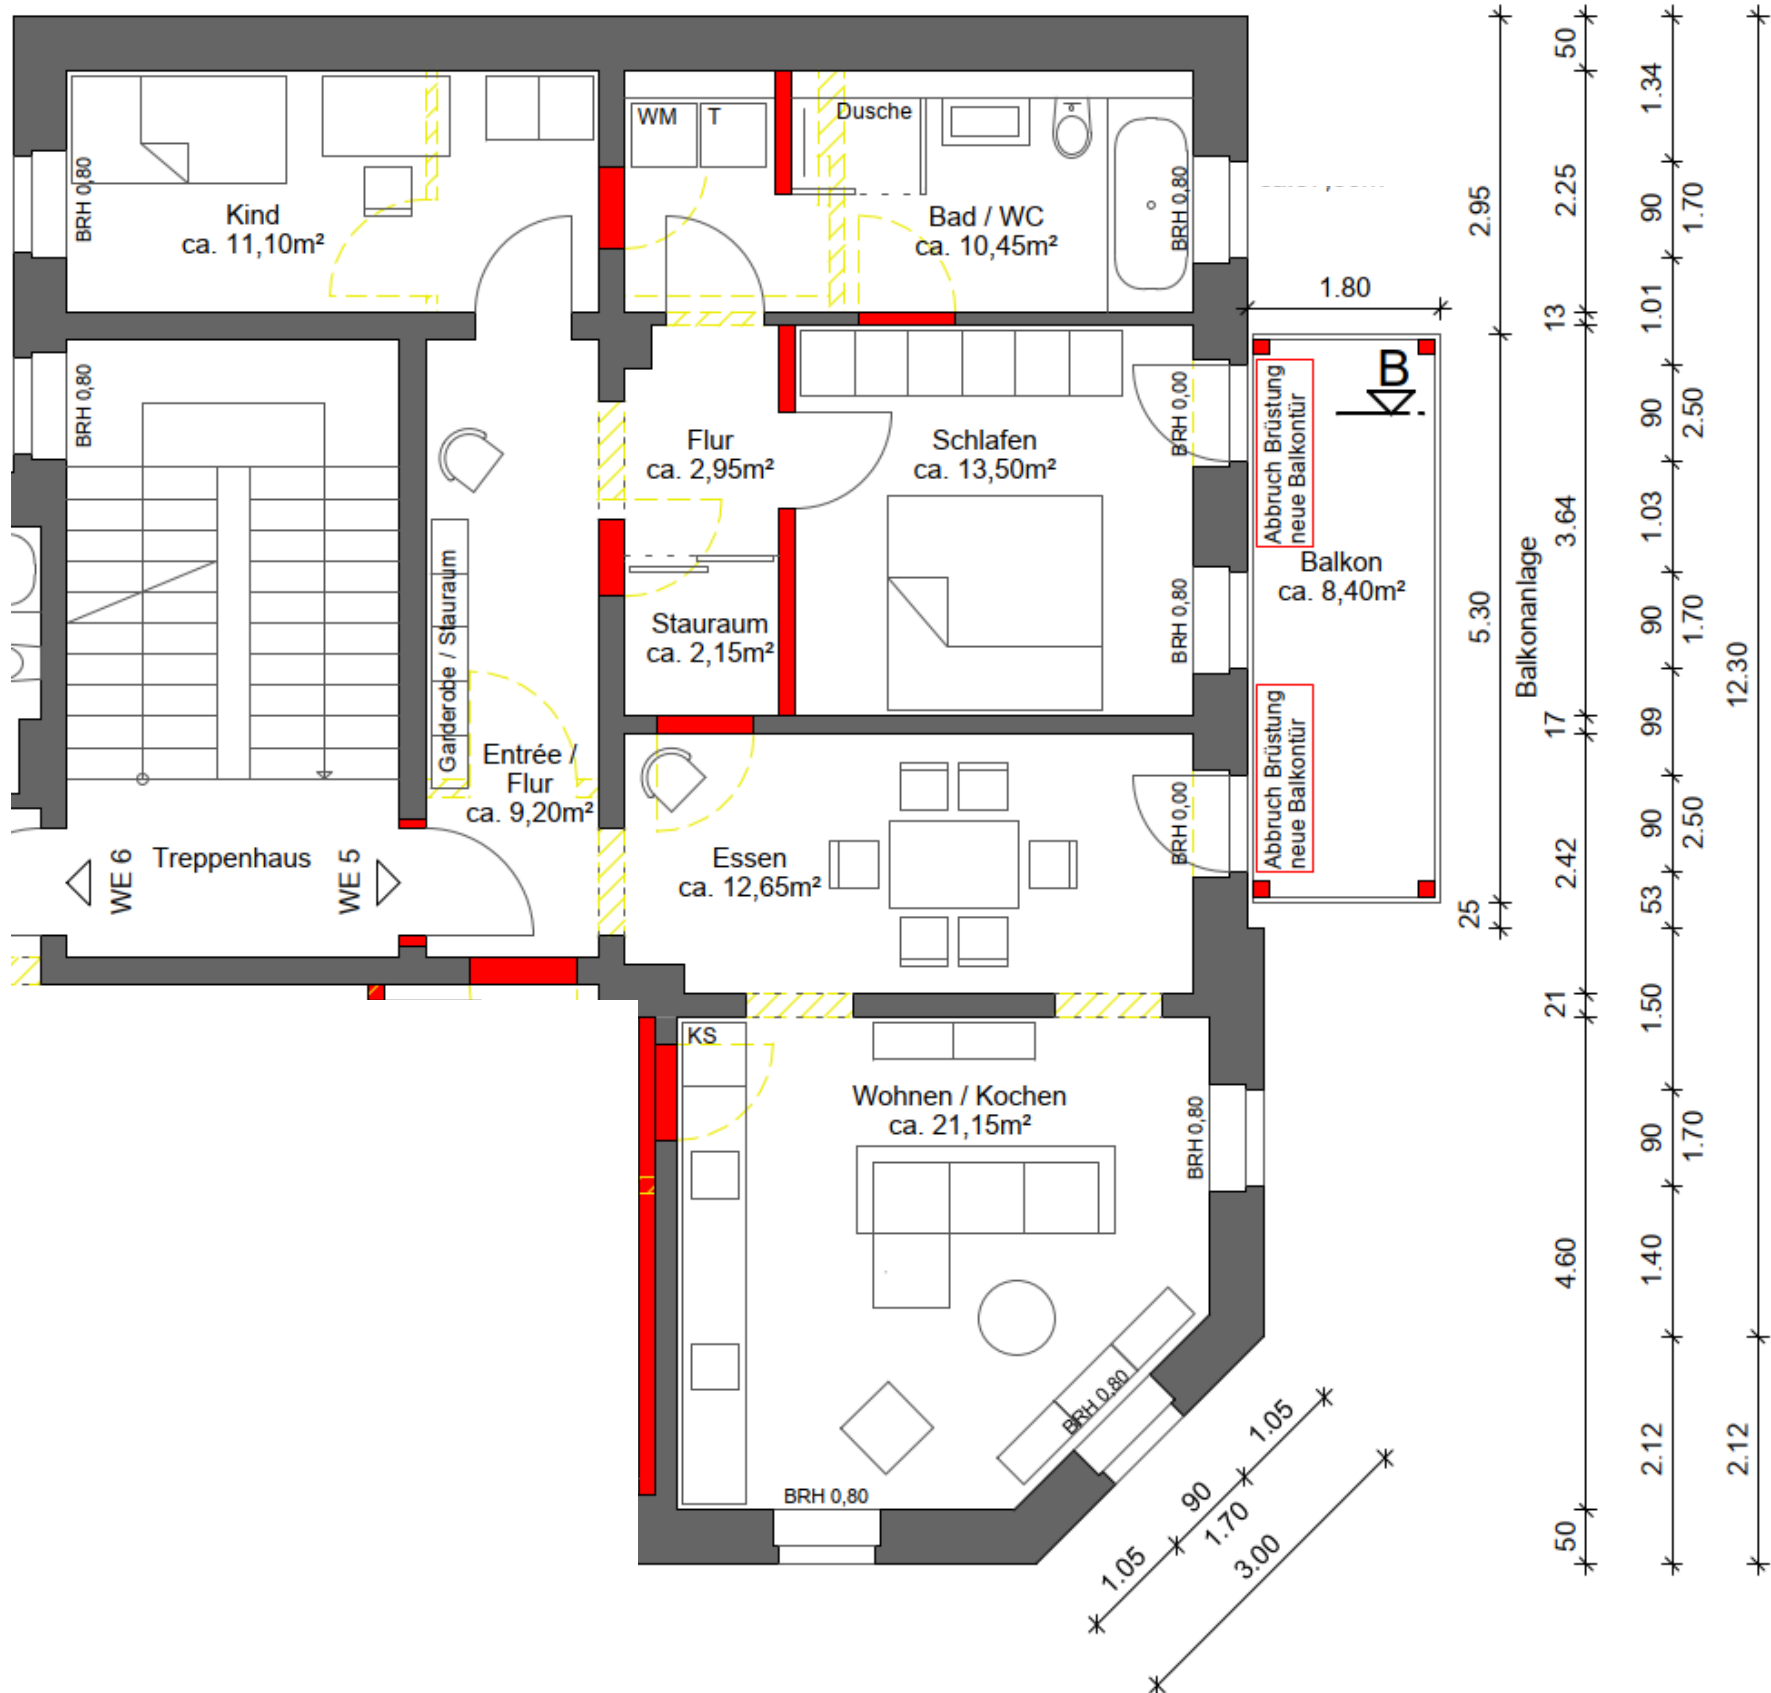 WM
T
Dusche
BRH 0,80
Kind
ca. 11,10m²
Bad / WC
ca. 10,45m²
BRH 0,80
1.80
BRH 0,80
Flur
ca. 2,95m²
Schlafen
ca. 13,50m²
BRH 0,00
Abbruch Brüstung
neue Balkontür
B
Balkon
ca. 8,40m²
Garderobe / Stauraum
Stauraum
ca. 2,15m²
BRH 0,80
Entrée /
Flur
ca. 9,20m²
Treppenhaus
WE 6
WE 5
Essen
ca. 12,65m²
BRH 0,00
Abbruch Brüstung
neue Balkontür
KS
Wohnen / Kochen
ca. 21,15m²
BRH 0,80
BRH 0,80
BRH 0,80
2.95
5.30
25
Balkonanlage
50
2.25
13
3.64
17
2.42
21
4.60
50
1.34
90
1.70
1.01
90
2.50
1.03
90
1.70
99
90
2.50
53
1.50
90
1.70
1.40
2.12
12.30
2.12
1.05
90
1.70
1.05
3.00